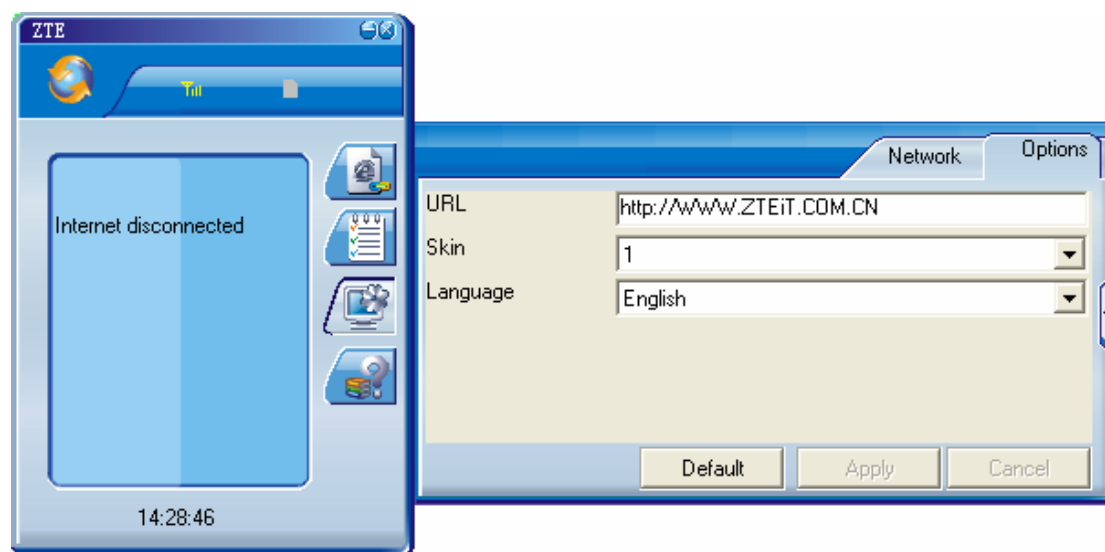 ZTE
Internet disconnected
14:28:46
Network
Options
URL
http://WWW.ZTEiT.COM.CN
Skin
1
Language
English
Default
Apply
Cancel